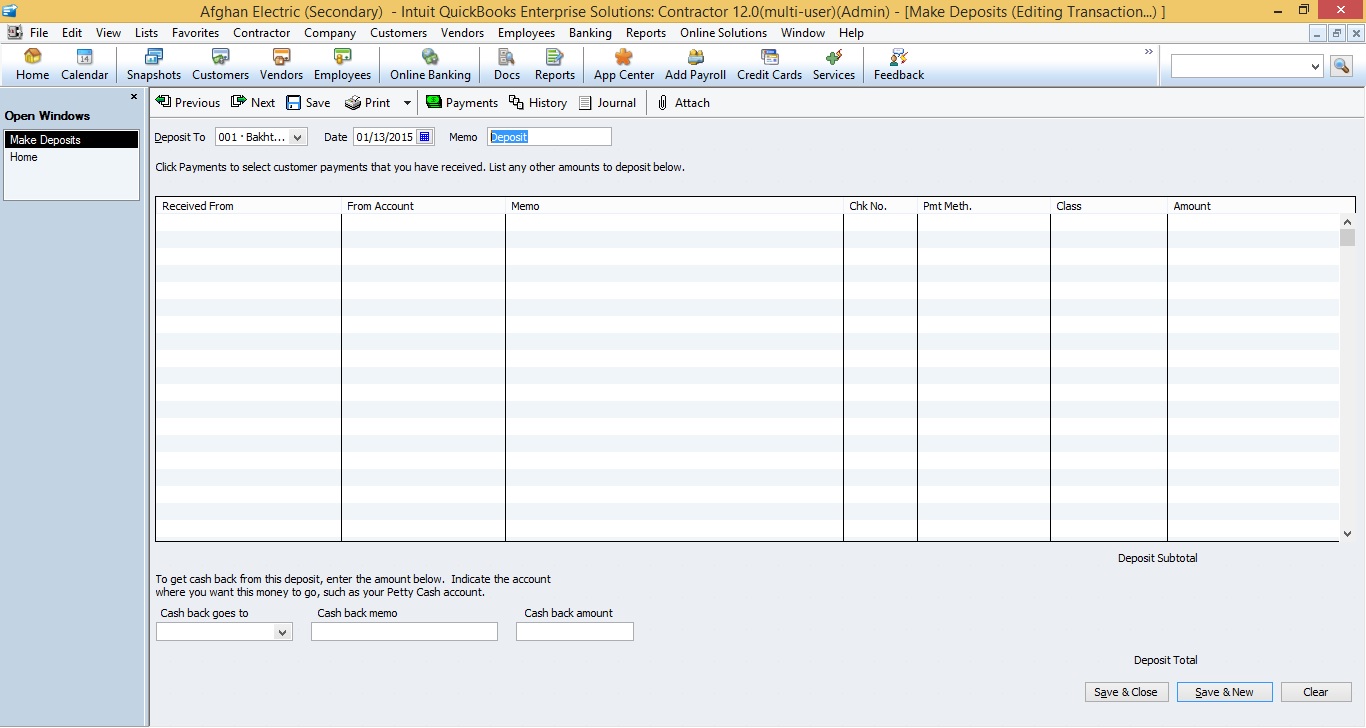 Afghan Electric (Secondary) - Intuit QuickBooks Enterprise Solutions: Contractor 12.0(multi-user)(Admin) - [Make Deposits (Editing Transaction...) ]
File Edit View Lists Favorites Contractor Company Customers Vendors Employees Banking Reports Online Solutions Window Help
14
Home Calendar Snapshots Customers Vendors Employees Online Banking Docs Reports App Center Add Payroll Credit Cards Services Feedback
Open Windows
Make Deposits
Home
Previous Next Save Print Payments History Journal Attach
Deposit To 001 · Bakht... Date 01/13/2015 Memo Deposit
Click Payments to select customer payments that you have received. List any other amounts to deposit below.
Received From From Account Memo Chk No. Pmt Meth. Class Amount
Deposit Subtotal
To get cash back from this deposit, enter the amount below. Indicate the account
where you want this money to go, such as your Petty Cash account.
Cash back goes to Cash back memo Cash back amount
Deposit Total
Save & Close Save & New Clear